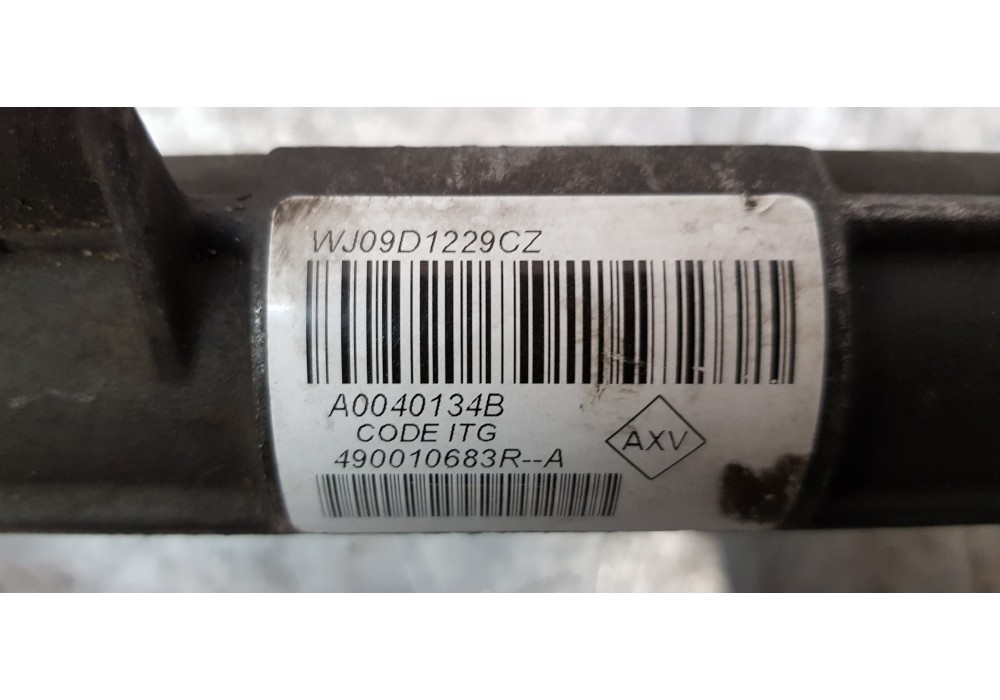 WJ09D1229CZ
A0040134B
CODE ITG
AXV
490010683R--A